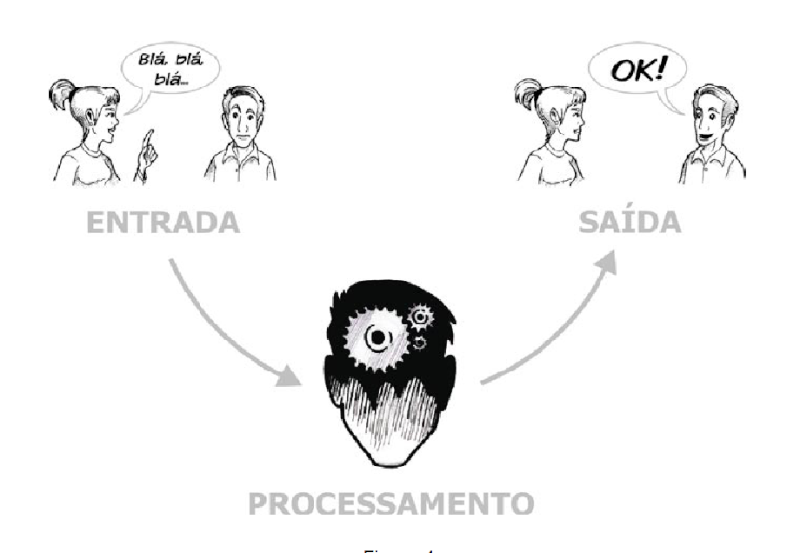 Blá, blá,
blá...
OK!
ENTRADA
SAÍDA
PROCESSAMENTO